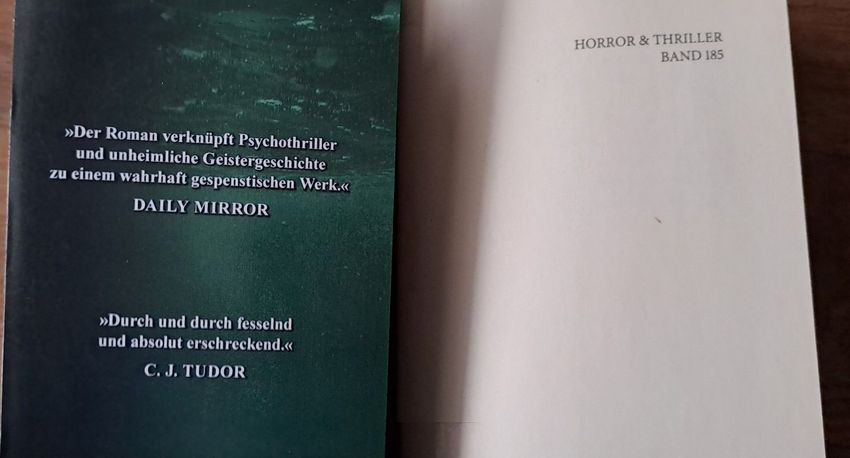 »Der Roman verknüpft Psychothriller
und unheimliche Geistergeschichte
zu einem wahrhaft gespenstischen Werk.«
DAILY MIRROR
»Durch und durch fesselnd
und absolut erschreckend.«
C. J. TUDOR
HORROR & THRILLER
BAND 185